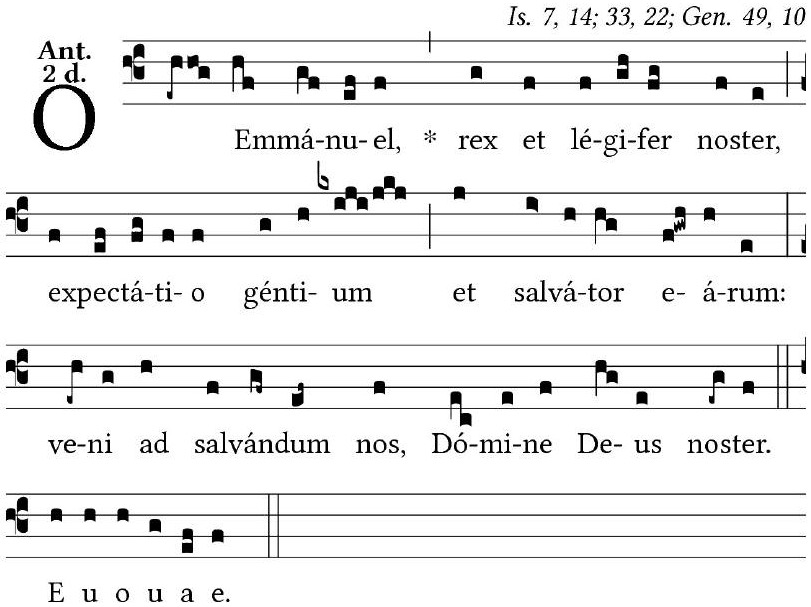 Is. 7, 14; 33, 22; Gen. 49, 10
Ant.
2 d.
O Emmá-nu-el, * rex et lé-gi-fer noster,
expectá-ti-o génti-um et salvá-tor e-á-rum:
ve-ni ad salvándum nos, Dó-mi-ne De-us noster.
E u o u a e.